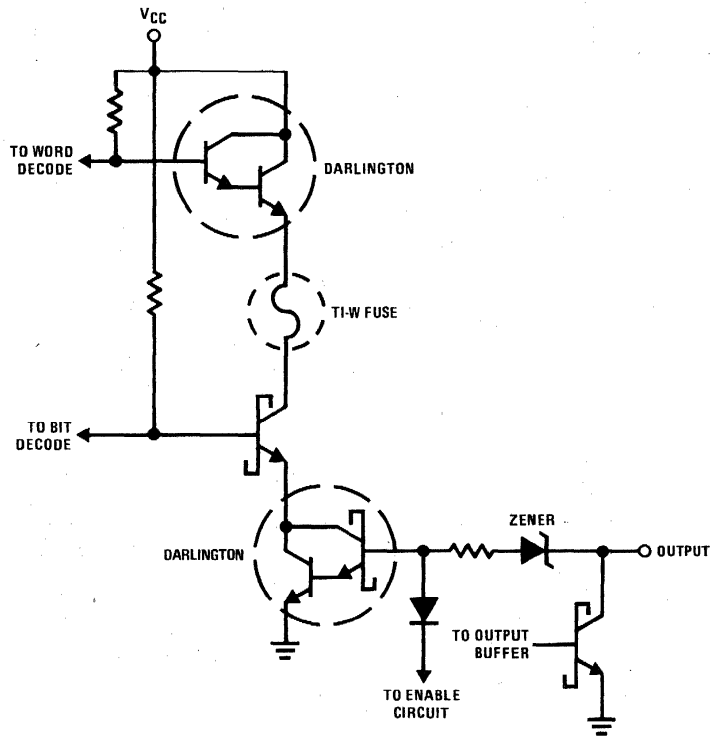 VCC
TO WORD
DECODE
DARLINGTON
TI-W FUSE
TO BIT
DECODE
DARLINGTON
ZENER
OUTPUT
TO OUTPUT
BUFFER
TO ENABLE
CIRCUIT